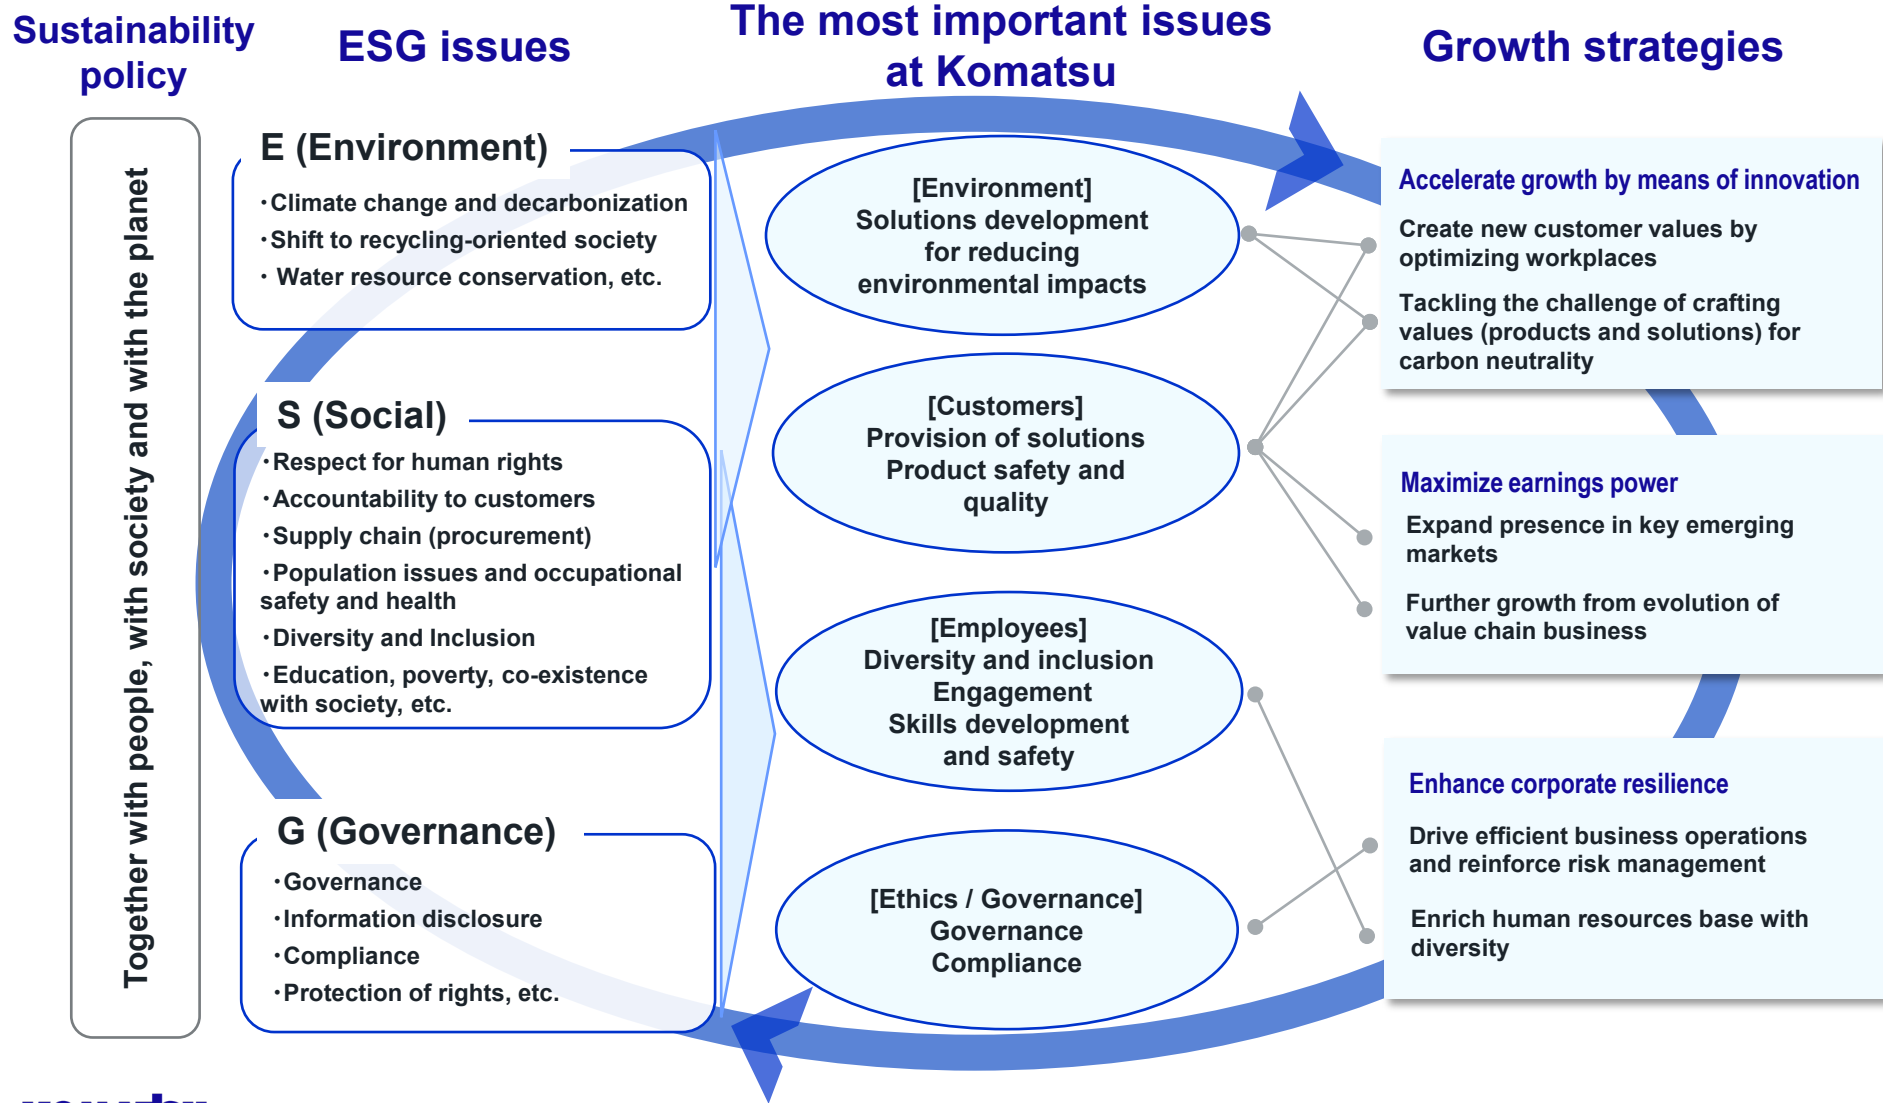 Sustainability
policy
ESG issues
The most important issues
at Komatsu
Growth strategies
Together with people, with society and with the planet
E (Environment)
・Climate change and decarbonization
・Shift to recycling-oriented society
・ Water resource conservation, etc.
S (Social)
・Respect for human rights
・Accountability to customers
・Supply chain (procurement)
・Population issues and occupational
safety and health
・Diversity and Inclusion
・Education, poverty, co-existence
with society, etc.
G (Governance)
・Governance
・Information disclosure
・Compliance
・Protection of rights, etc.
[Environment]
Solutions development
for reducing
environmental impacts
[Customers]
Provision of solutions
Product safety and
quality
[Employees]
Diversity and inclusion
Engagement
Skills development
and safety
[Ethics / Governance]
Governance
Compliance
Accelerate growth by means of innovation
Create new customer values by
optimizing workplaces
Tackling the challenge of crafting
values (products and solutions) for
carbon neutrality
Maximize earnings power
Expand presence in key emerging
markets
Further growth from evolution of
value chain business
Enhance corporate resilience
Drive efficient business operations
and reinforce risk management
Enrich human resources base with
diversity